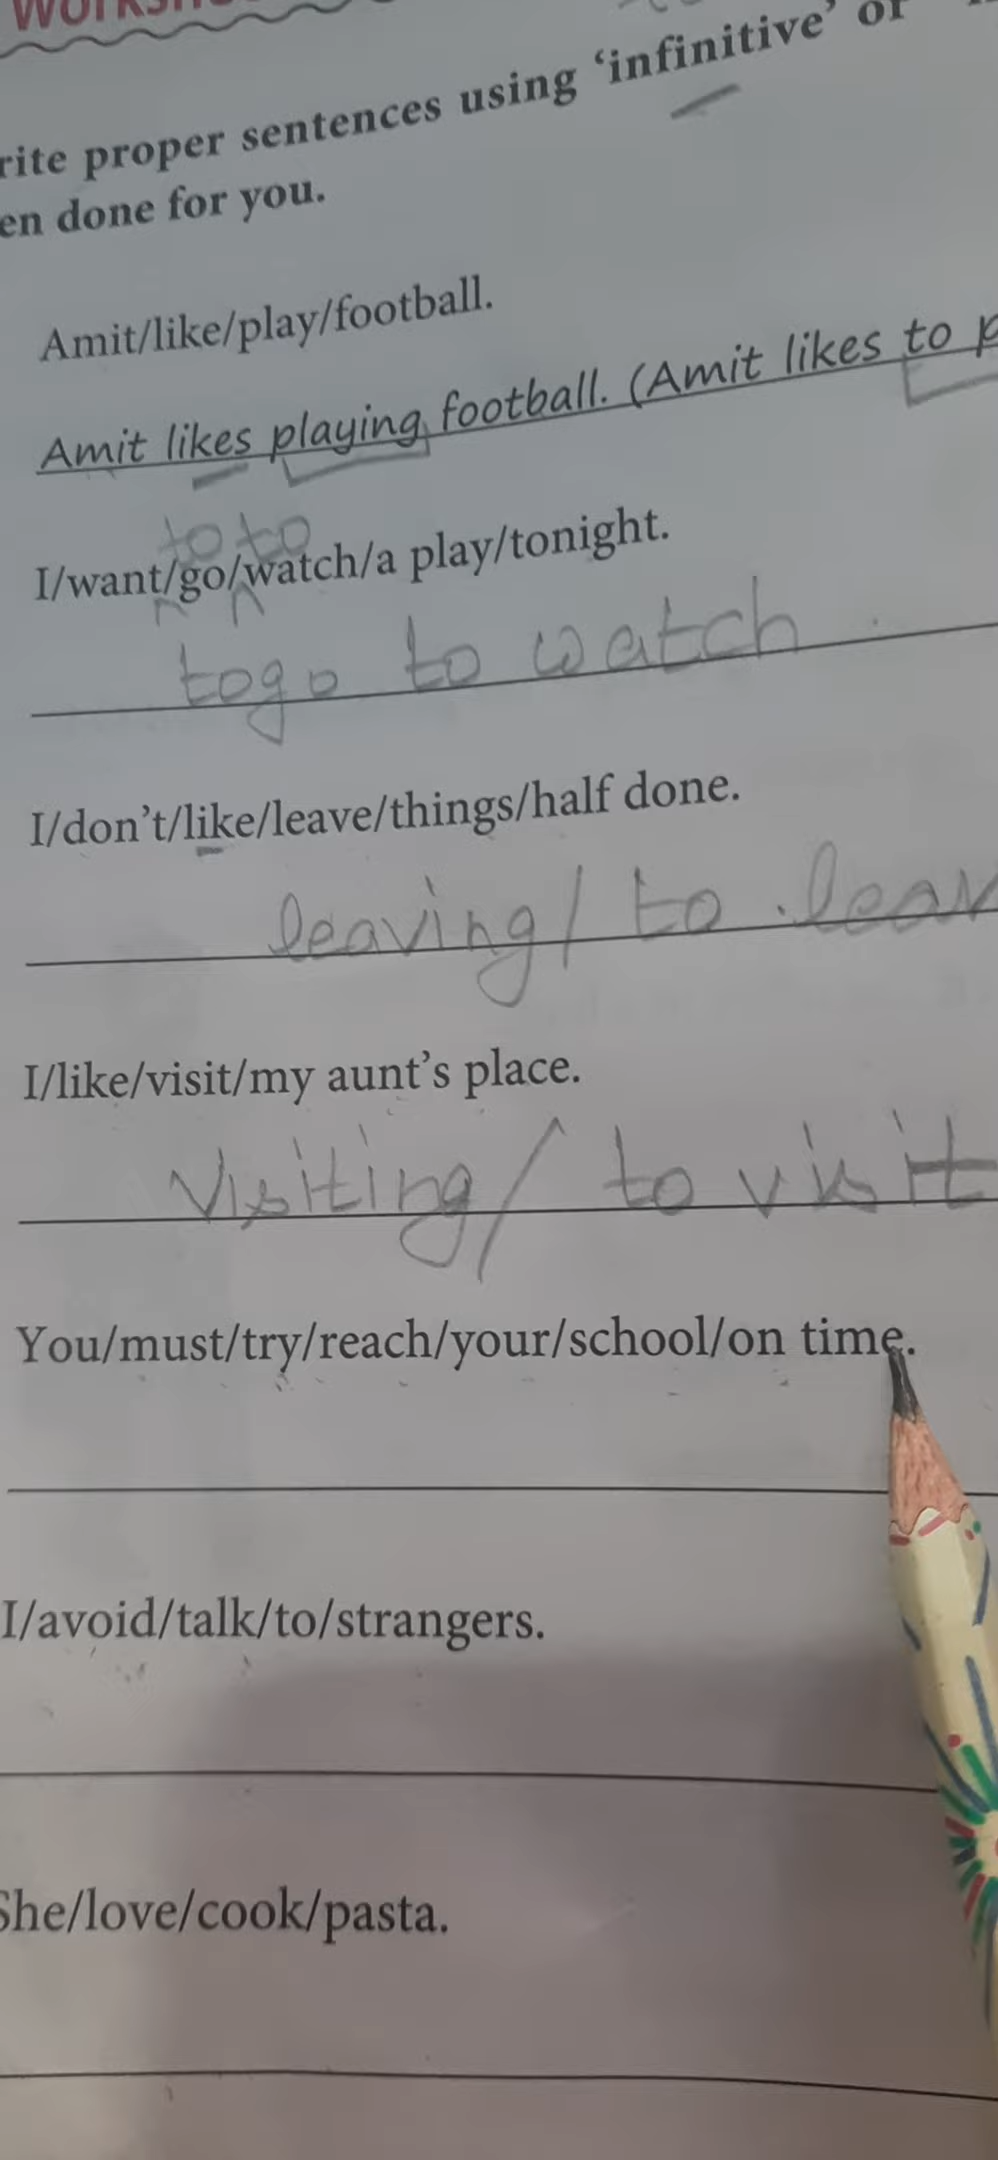 rite proper sentences using ‘infinitive’ or
en done for you.
Amit/like/play/football.
Amit likes playing football. (Amit likes to p
to to
I/want/go/watch/a play/tonight.
togo to watch
I/don’t/like/leave/things/half done.
leaving/ to leav
I/like/visit/my aunt’s place.
Visiting/ to visit
You/must/try/reach/your/school/on time.
I/avoid/talk/to/strangers.
She/love/cook/pasta.